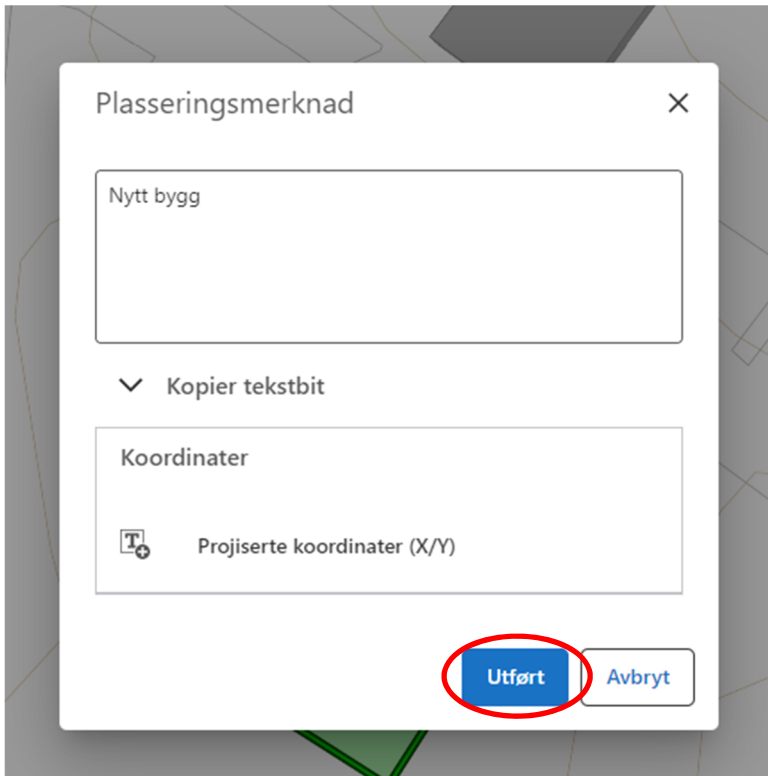 Plasseringsmerknad
Nytt bygg
Kopier tekstbit
Koordinater
Projiserte koordinater (X/Y)
Utført
Avbryt